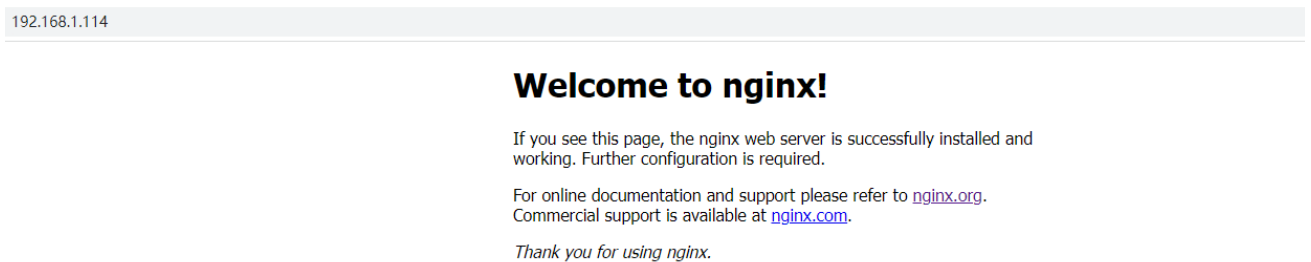 192.168.1.114
Welcome to nginx!
If you see this page, the nginx web server is successfully installed and
working. Further configuration is required.
For online documentation and support please refer to nginx.org.
Commercial support is available at nginx.com.
Thank you for using nginx.